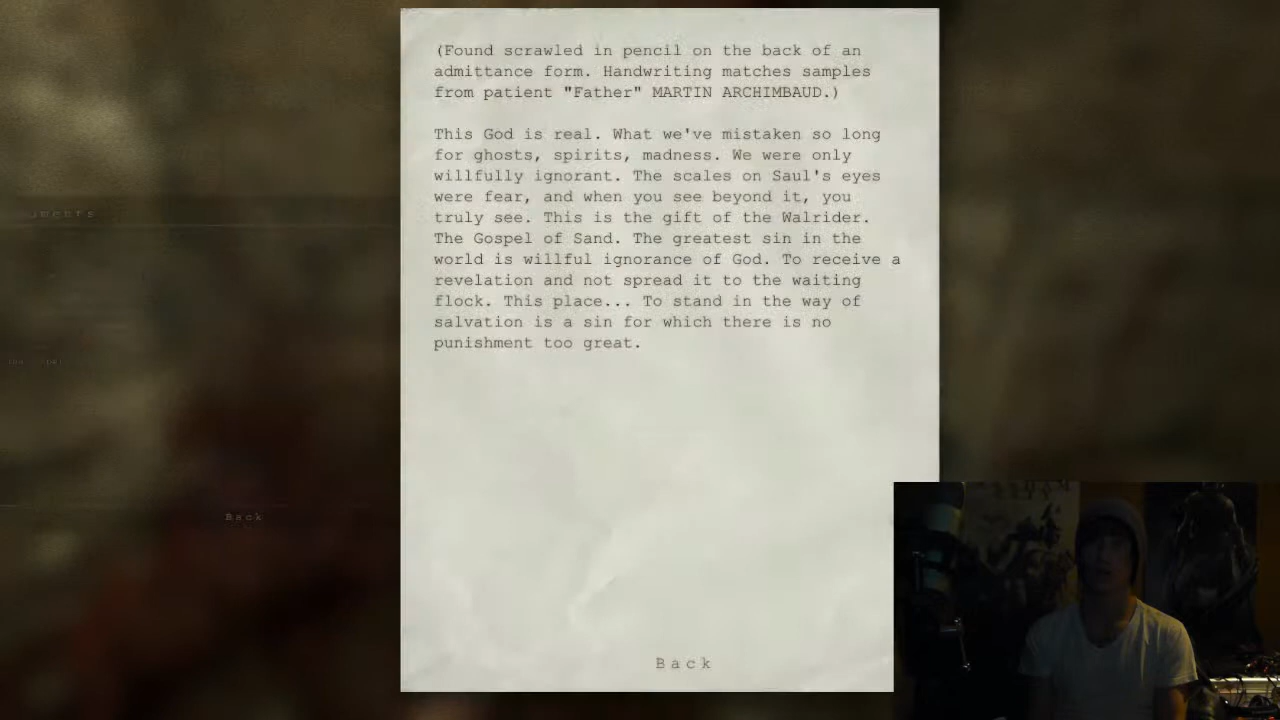 (Found scrawled in pencil on the back of an
admittance form. Handwriting matches samples
from patient "Father" MARTIN ARCHIMBAUD.)
This God is real. What we've mistaken so long
for ghosts, spirits, madness. We were only
willfully ignorant. The scales on Saul's eyes
were fear, and when you see beyond it, you
truly see. This is the gift of the Walrider.
The Gospel of Sand. The greatest sin in the
world is willful ignorance of God. To receive a
revelation and not spread it to the waiting
flock. This place... To stand in the way of
salvation is a sin for which there is no
punishment too great.
Back
Back